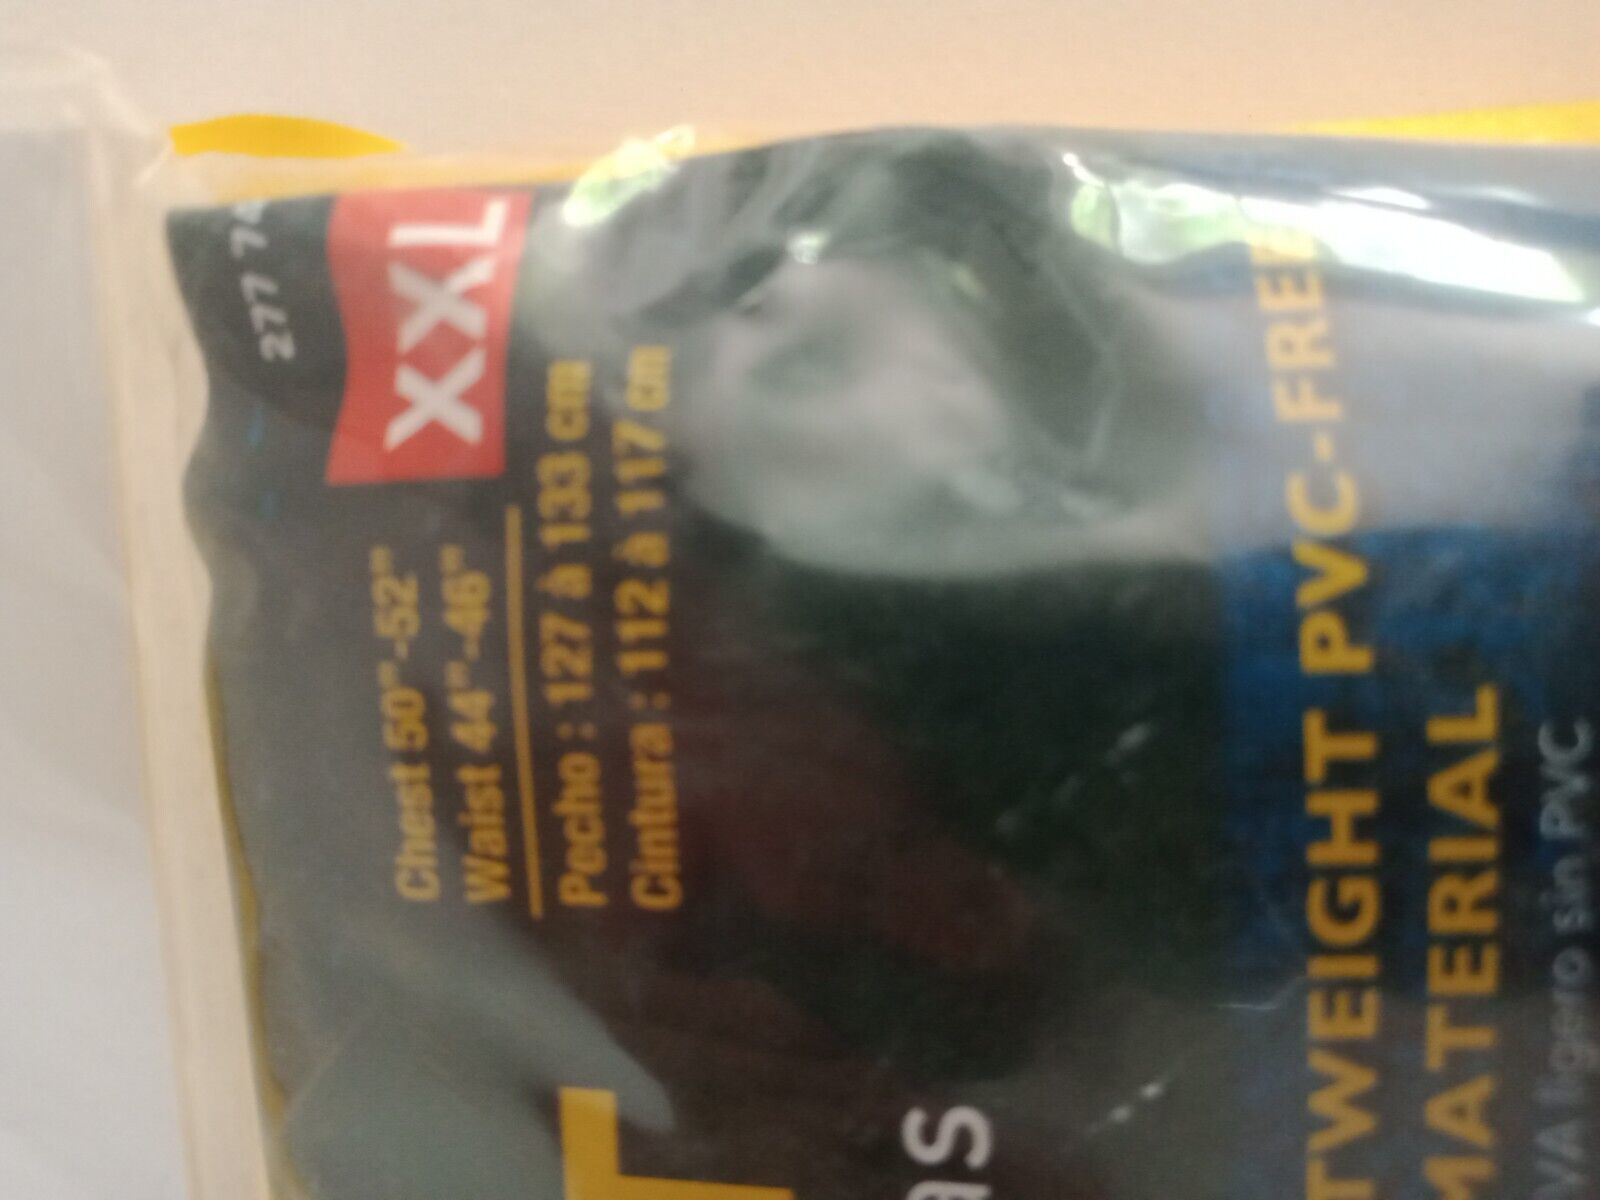 277 74
XXL
Chest 50"-52"
Waist 44"-46"
Pecho : 127 à 133 cm
Cintura : 112 à 117 cm
T
as
TWEIGHT PVC-FREE
MATERIAL
VA ligero sin PVC